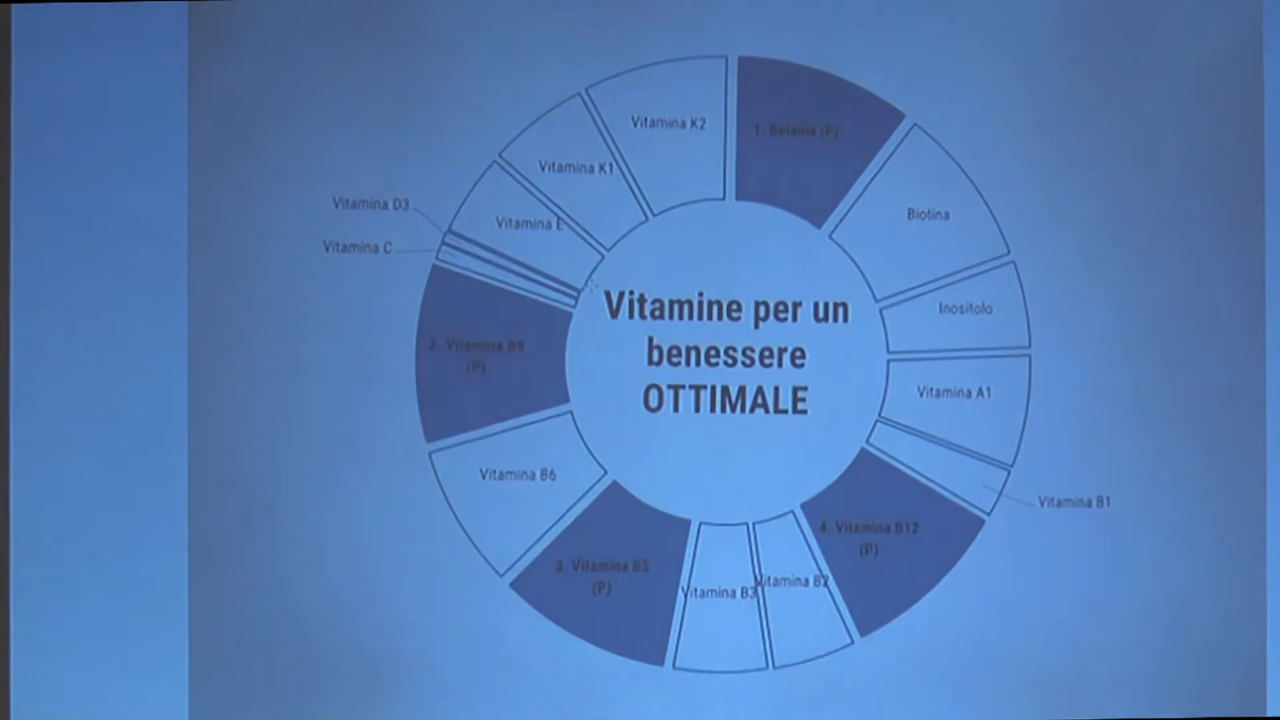 Vitamina K2
1. Betaina (P)
Vitamina K1
Biotina
Vitamina D3
Vitamina E
Vitamina C
Inositolo
Vitamine per un
benessere
OTTIMALE
2. Vitamina B9
(P)
Vitamina A1
Vitamina B6
Vitamina B1
4. Vitamina B12
(P)
3. Vitamina B5
(P)
Vitamina B3
Vitamina B2